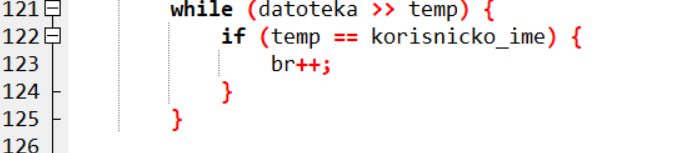 121 while (datoteka >> temp) {
122 if (temp == korisnicko_ime) {
123 br++;
124 }
125 }
126